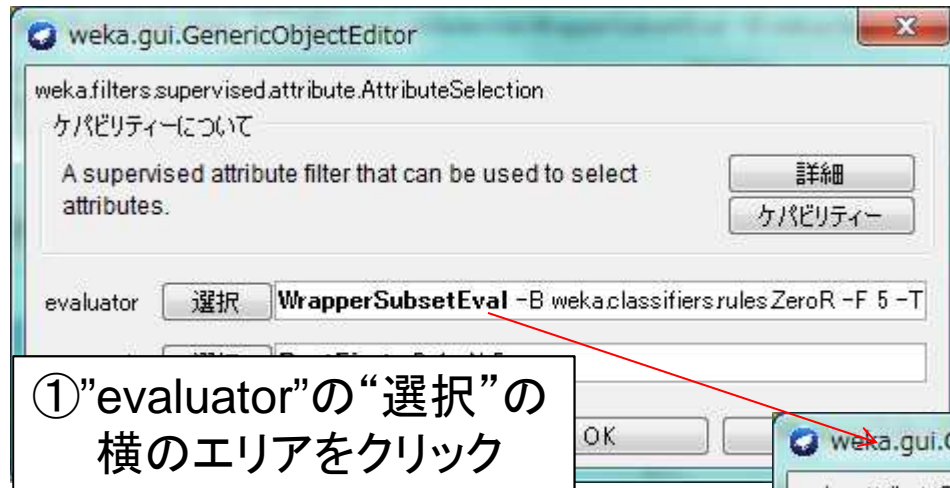 weka.gui.GenericObjectEditor
weka.filters.supervised.attribute.AttributeSelection
ケパビリティーについて
A supervised attribute filter that can be used to select
attributes.
詳細
ケパビリティー
evaluator 選択 WrapperSubsetEval -B weka.classifiers.rules.ZeroR -F 5 -T
①”evaluator”の“選択”の
横のエリアをクリック
OK
weka.gui.